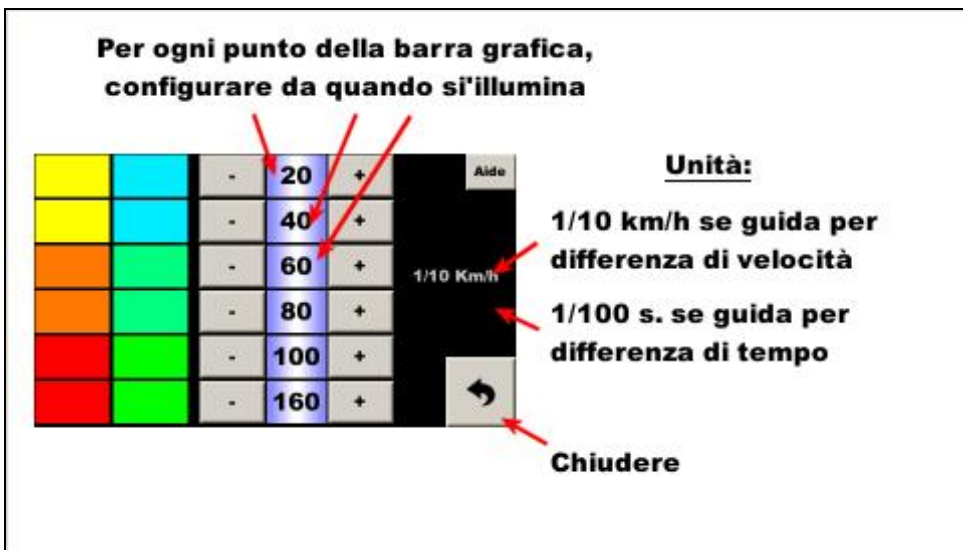 Per ogni punto della barra grafica,
configurare da quando si'illumina
- 20 + Aide
- 40 +
- 60 +
1/10 Km/h
- 80 +
- 100 +
- 160 +
Unità:
1/10 km/h se guida per
differenza di velocità
1/100 s. se guida per
differenza di tempo
Chiudere